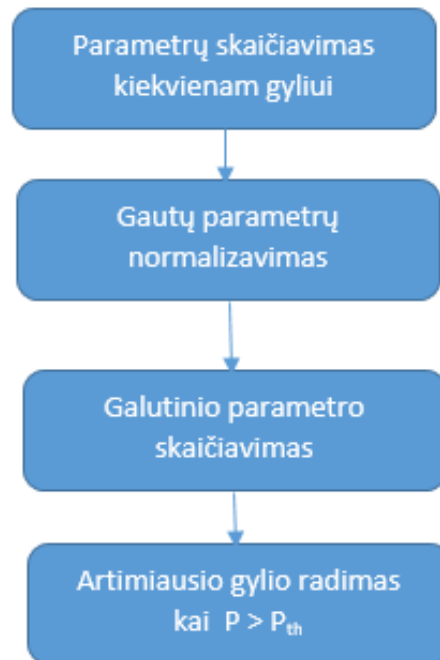 Parametrų skaičiavimas
kiekvienam gyliui
Gautų parametrų
normalizavimas
Galutinio parametro
skaičiavimas
Artimiausio gylio radimas
kai P > Pth